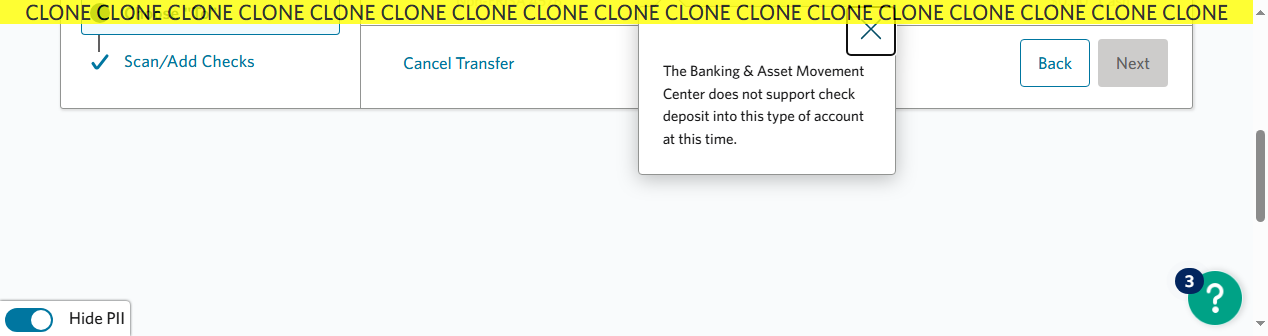 CLONE CLONE CLONE CLONE CLONE CLONE CLONE CLONE CLONE CLONE CLONE CLONE CLONE CLONE CLONE CLONE CLONE
Scan/Add Checks
Cancel Transfer
The Banking & Asset Movement
Center does not support check
deposit into this type of account
at this time.
Back
Next
3
?
Hide PII